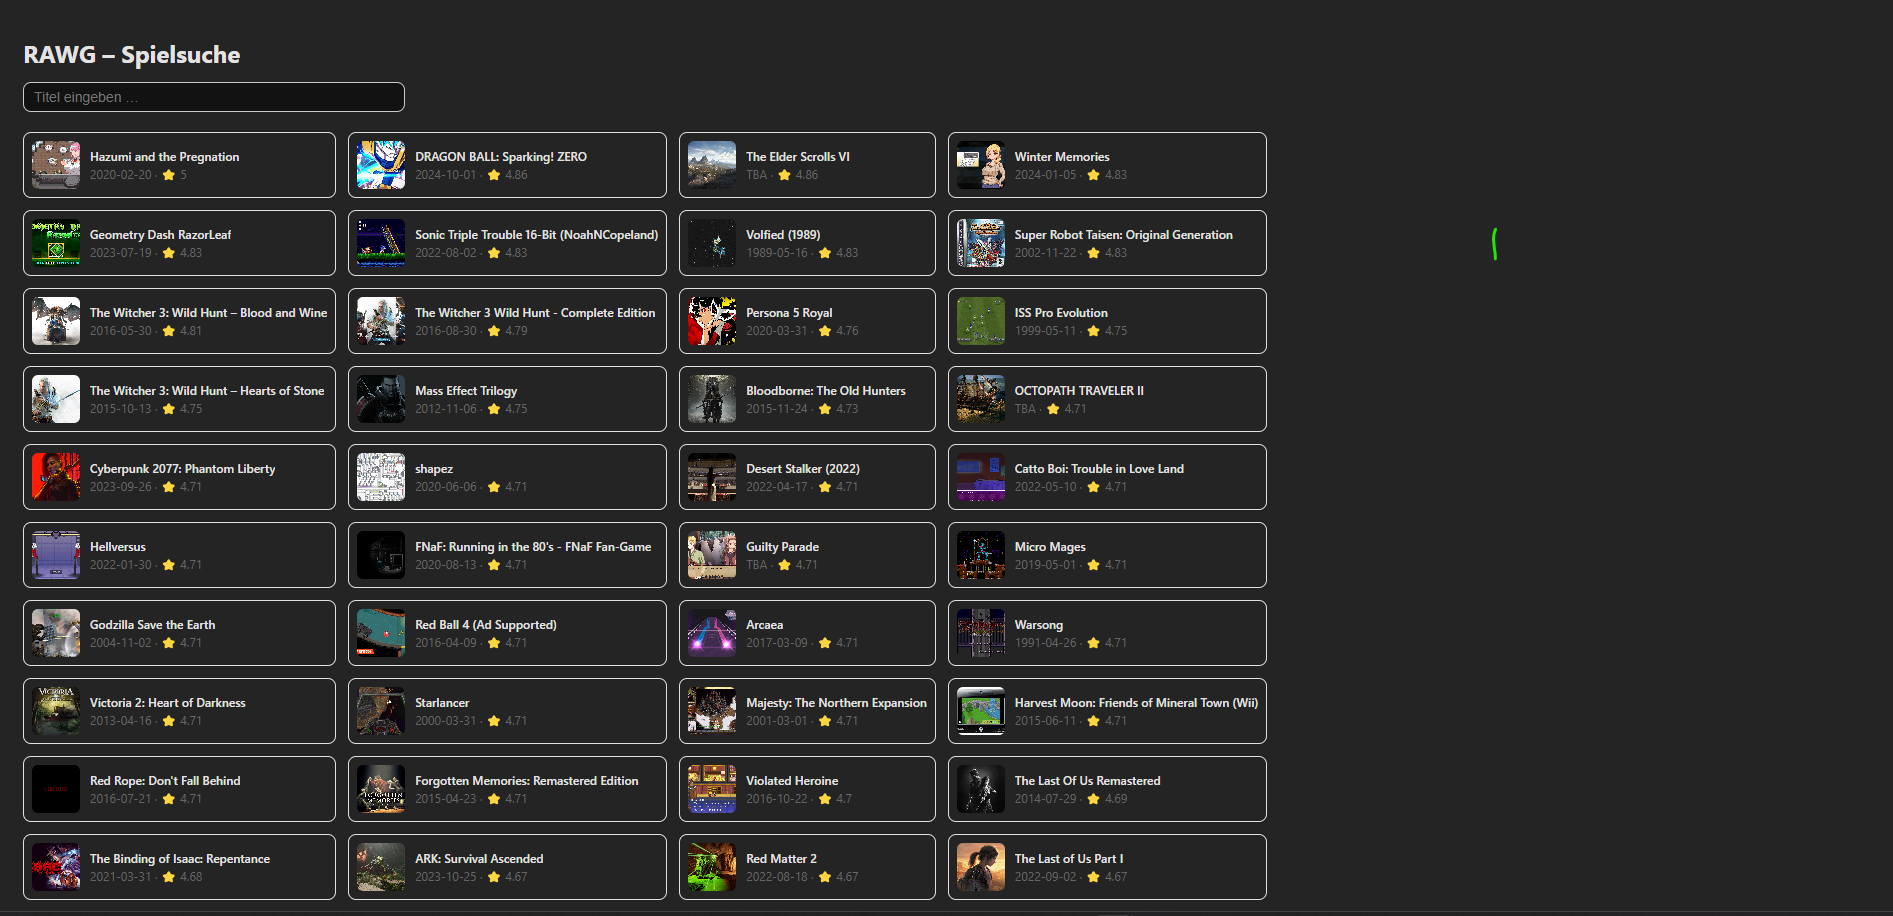 RAWG – Spielsuche
Titel eingeben …
Hazumi and the Pregnation
2020-02-20 · ⭐ 5
DRAGON BALL: Sparking! ZERO
2024-10-01 · ⭐ 4.86
The Elder Scrolls VI
TBA · ⭐ 4.86
Winter Memories
2024-01-05 · ⭐ 4.83
Geometry Dash RazorLeaf
2023-07-19 · ⭐ 4.83
Sonic Triple Trouble 16-Bit (NoahNCopeland)
2022-08-02 · ⭐ 4.83
Volfied (1989)
1989-05-16 · ⭐ 4.83
Super Robot Taisen: Original Generation
2002-11-22 · ⭐ 4.83
The Witcher 3: Wild Hunt – Blood and Wine
2016-05-30 · ⭐ 4.81
The Witcher 3 Wild Hunt - Complete Edition
2016-08-30 · ⭐ 4.79
Persona 5 Royal
2020-03-31 · ⭐ 4.76
ISS Pro Evolution
1999-05-11 · ⭐ 4.75
The Witcher 3: Wild Hunt – Hearts of Stone
2015-10-13 · ⭐ 4.75
Mass Effect Trilogy
2012-11-06 · ⭐ 4.75
Bloodborne: The Old Hunters
2015-11-24 · ⭐ 4.73
OCTOPATH TRAVELER II
TBA · ⭐ 4.71
Cyberpunk 2077: Phantom Liberty
2023-09-26 · ⭐ 4.71
shapez
2020-06-06 · ⭐ 4.71
Desert Stalker (2022)
2022-04-17 · ⭐ 4.71
Catto Boi: Trouble in Love Land
2022-05-10 · ⭐ 4.71
Hellversus
2022-01-30 · ⭐ 4.71
FNaF: Running in the 80's - FNaF Fan-Game
2020-08-13 · ⭐ 4.71
Guilty Parade
TBA · ⭐ 4.71
Micro Mages
2019-05-01 · ⭐ 4.71
Godzilla Save the Earth
2004-11-02 · ⭐ 4.71
Red Ball 4 (Ad Supported)
2016-04-09 · ⭐ 4.71
Arcaea
2017-03-09 · ⭐ 4.71
Warsong
1991-04-26 · ⭐ 4.71
Victoria 2: Heart of Darkness
2013-04-16 · ⭐ 4.71
Starlancer
2000-03-31 · ⭐ 4.71
Majesty: The Northern Expansion
2001-03-01 · ⭐ 4.71
Harvest Moon: Friends of Mineral Town (Wii)
2015-06-11 · ⭐ 4.71
Red Rope: Don't Fall Behind
2016-07-21 · ⭐ 4.71
Forgotten Memories: Remastered Edition
2015-04-23 · ⭐ 4.71
Violated Heroine
2016-10-22 · ⭐ 4.7
The Last Of Us Remastered
2014-07-29 · ⭐ 4.69
The Binding of Isaac: Repentance
2021-03-31 · ⭐ 4.68
ARK: Survival Ascended
2023-10-25 · ⭐ 4.67
Red Matter 2
2022-08-18 · ⭐ 4.67
The Last of Us Part I
2022-09-02 · ⭐ 4.67